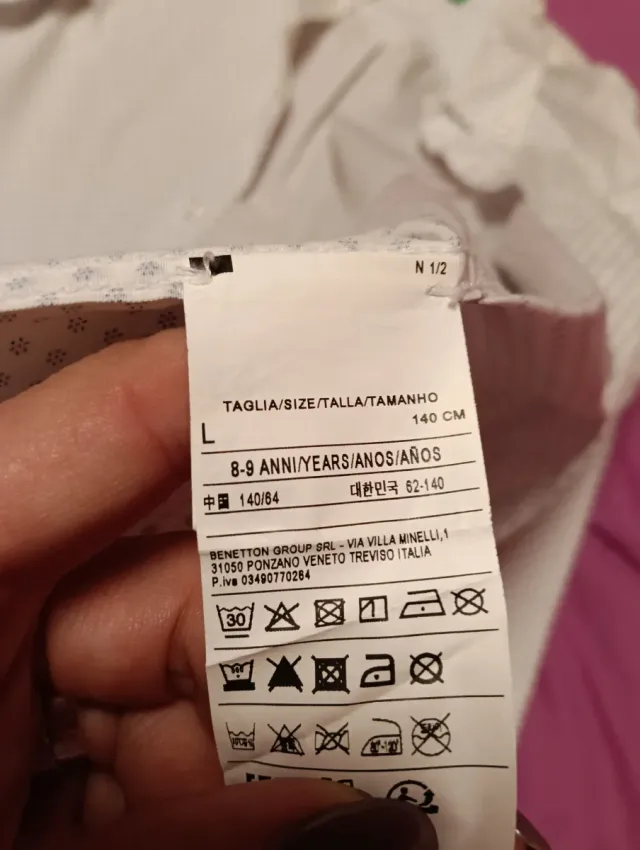 N 1/2
TAGLIA/SIZE/TALLA/TAMANHO
L 140 CM
8-9 ANNI/YEARS/ANOS/AÑOS
中国 140/64 대한민국 62-140
BENETTON GROUP SRL - VIA VILLA MINELLI,1
31050 PONZANO VENETO TREVISO ITALIA
P.iva 03490770264
30